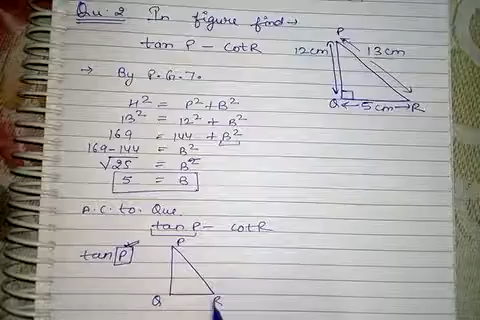 Qu. 2 In figure find →
tan P - cot R
P
12cm
13cm
Q
5cm
R
→ By P.G.T.
H² = P² + B²
13² = 12² + B²
169 = 144 + B²
169 - 144 = B²
√25 = B²
5 = B
A.C. to. Que.
tan P - cot R
tan P
P
Q
R